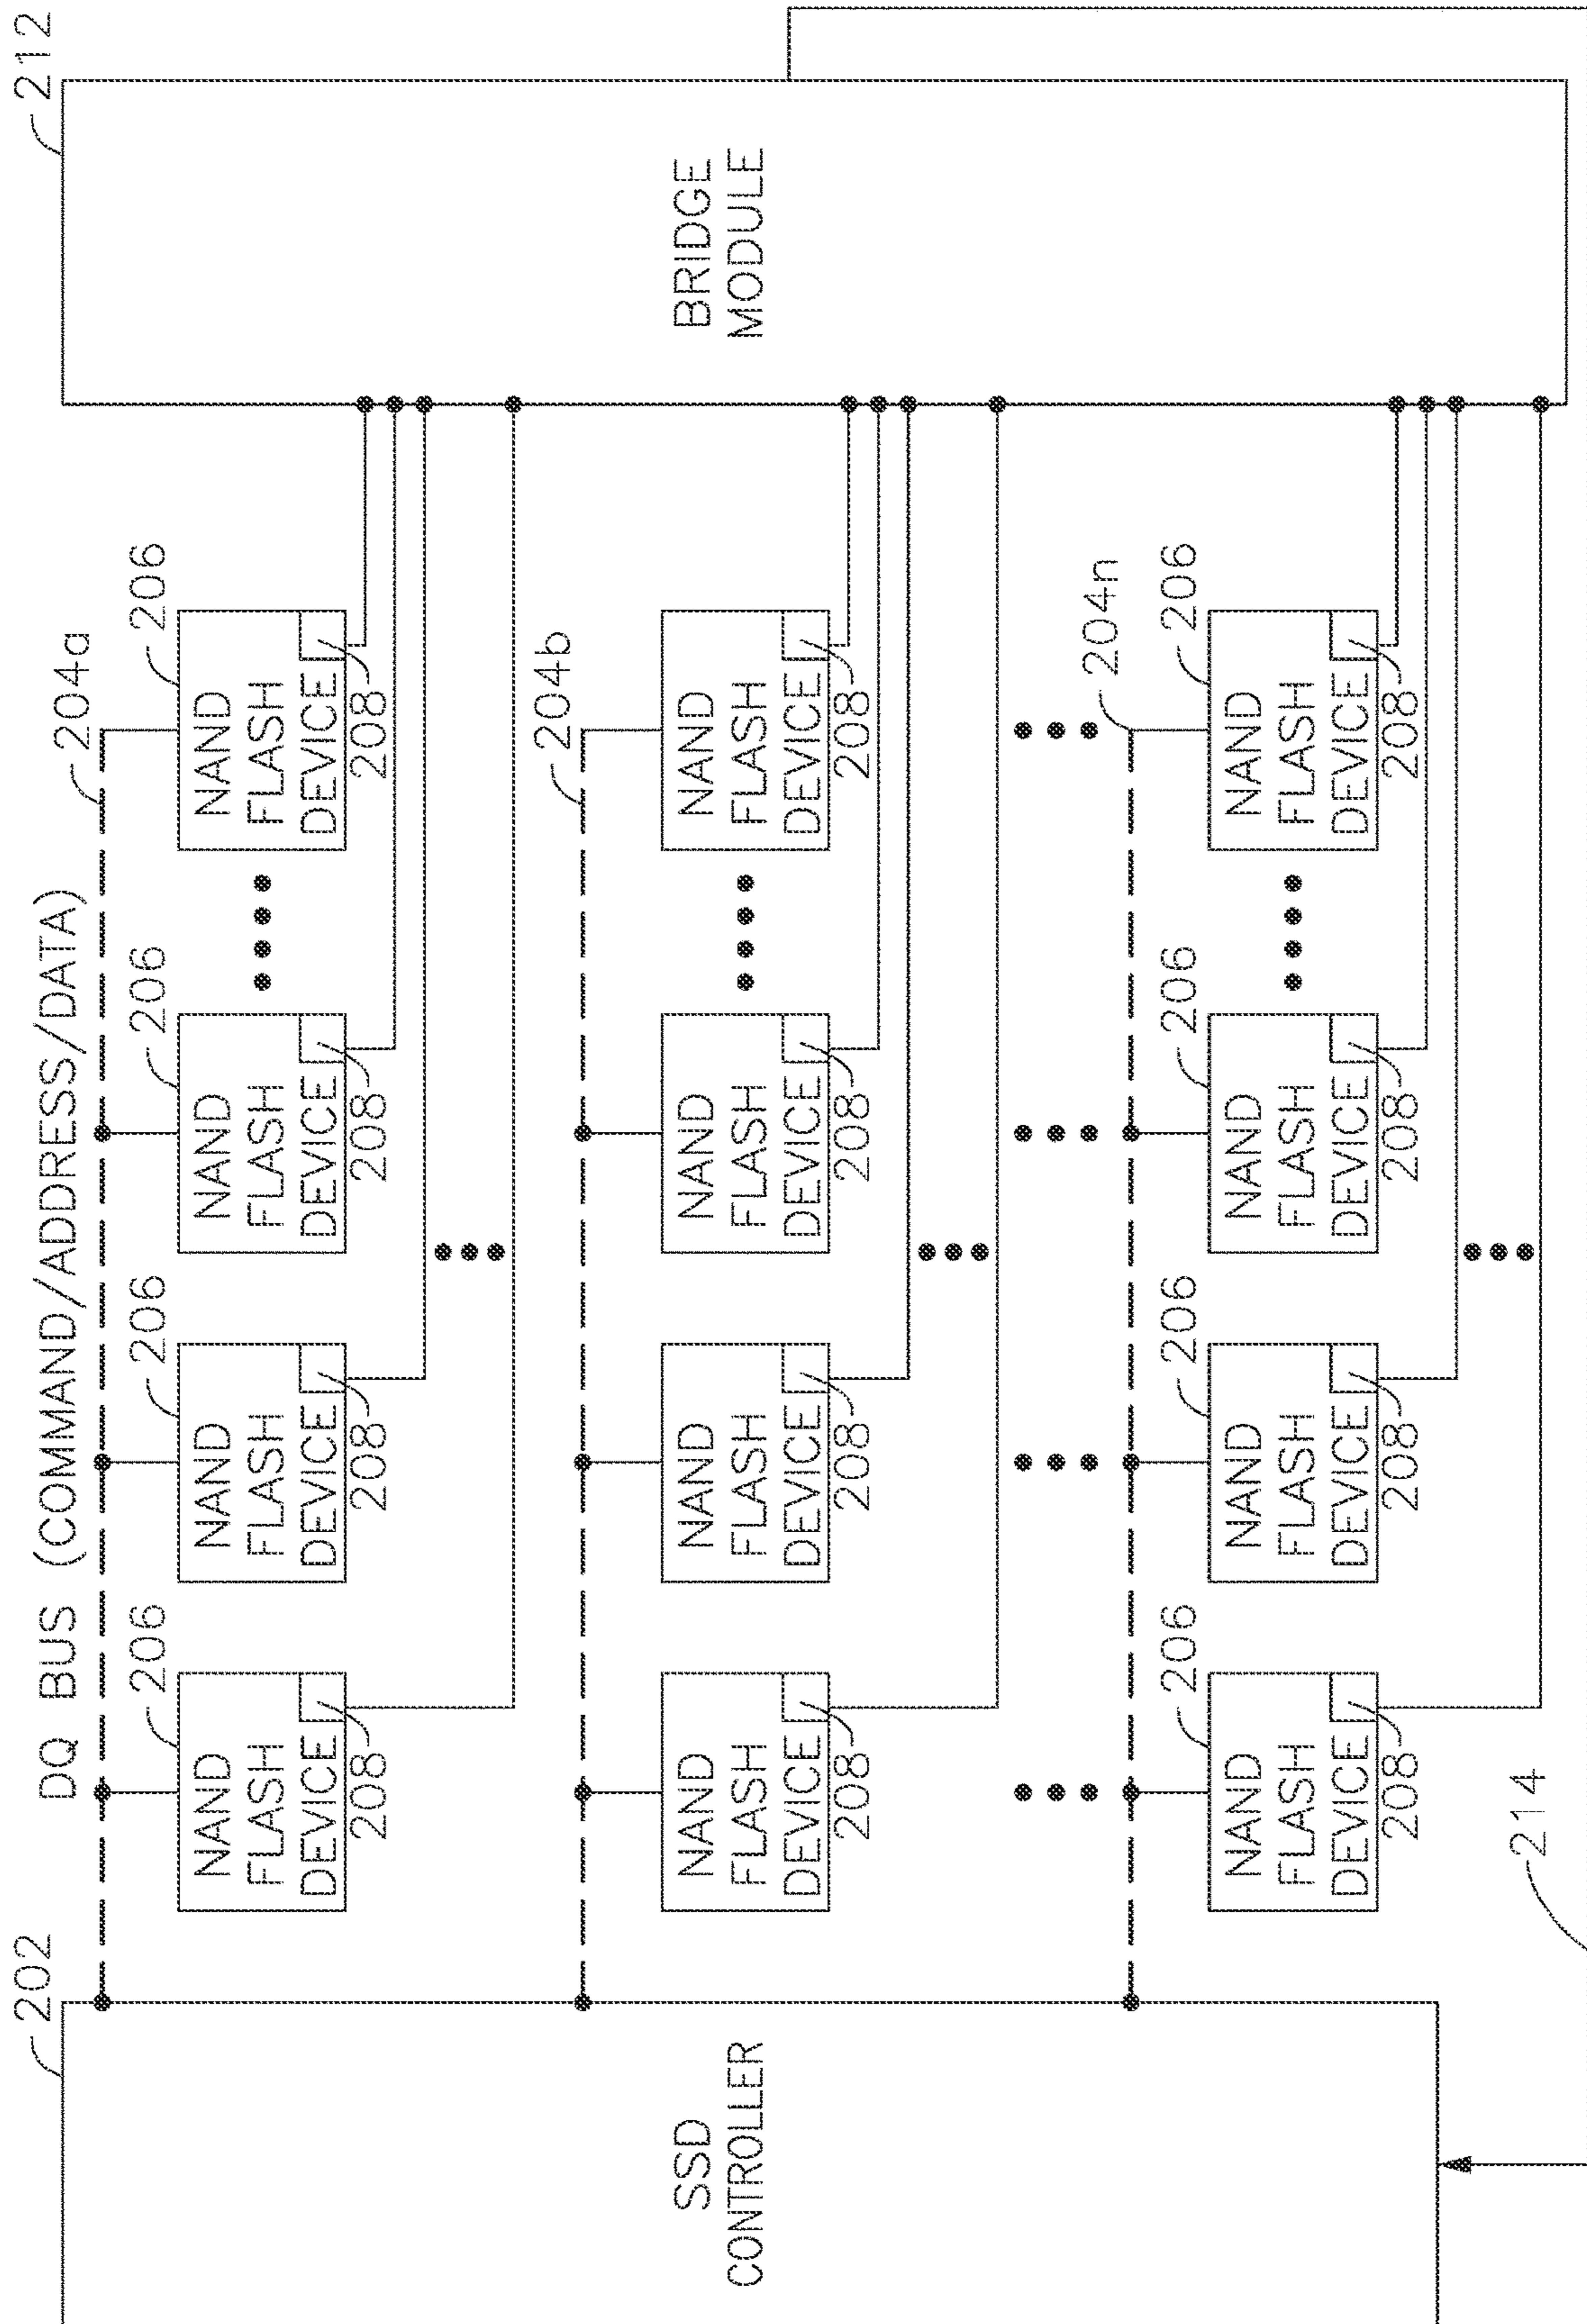 202
212
DQ BUS (COMMAND/ADDRESS/DATA)
204a
206 206 206 206
NAND FLASH DEVICE
208
NAND FLASH DEVICE
208
NAND FLASH DEVICE
208
NAND FLASH DEVICE
208
204b
SSD
CONTROLLER
NAND FLASH DEVICE
208
NAND FLASH DEVICE
208
NAND FLASH DEVICE
208
NAND FLASH DEVICE
208
BRIDGE
MODULE
204n
206 206 206 206
NAND FLASH DEVICE
208
NAND FLASH DEVICE
208
NAND FLASH DEVICE
208
NAND FLASH DEVICE
208
214